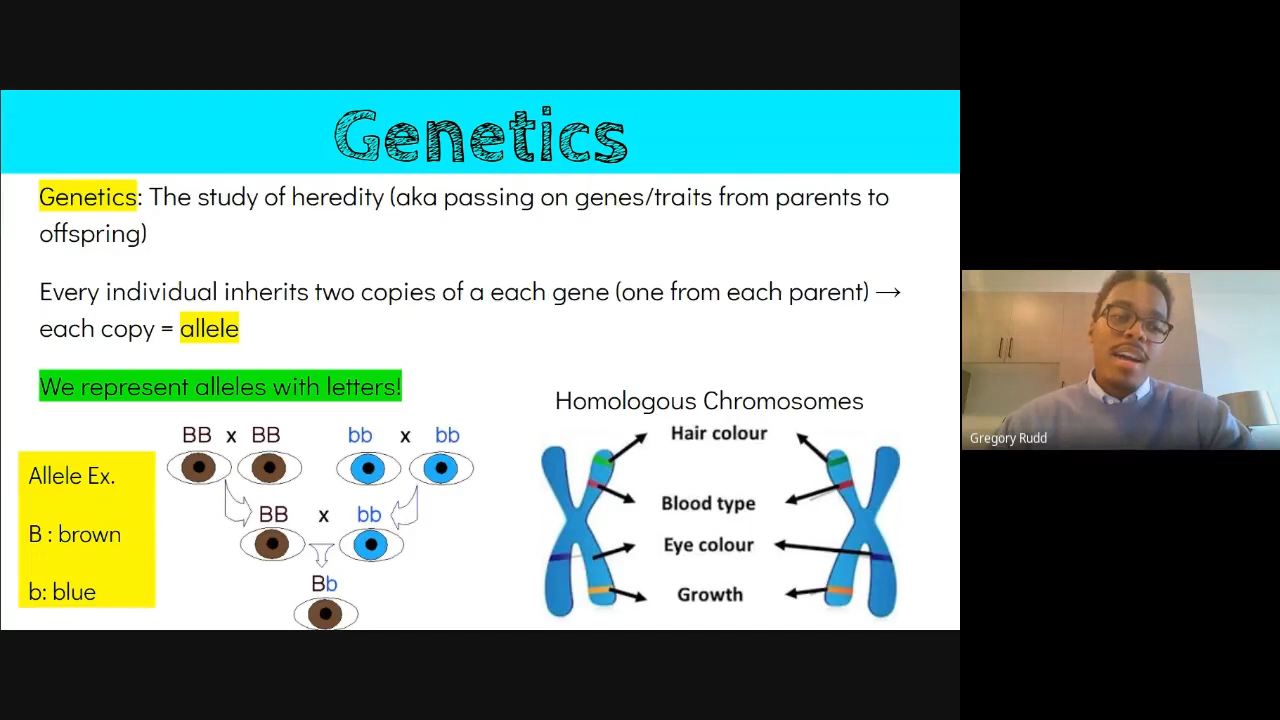 Genetics
Genetics: The study of heredity (aka passing on genes/traits from parents to
offspring)
Every individual inherits two copies of a each gene (one from each parent) →
each copy = allele
We represent alleles with letters!
Allele Ex.
B : brown
b: blue
BB x BB
bb x bb
BB x bb
Bb
Homologous Chromosomes
Hair colour
Blood type
Eye colour
Growth
Gregory Rudd